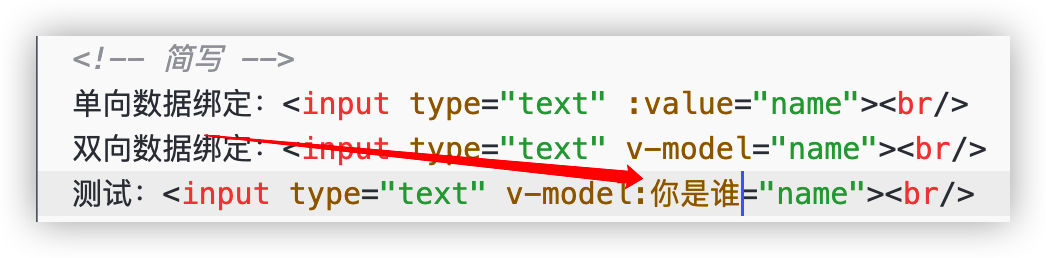 <!-- 简写 -->
单向数据绑定：<input type="text" :value="name"><br/>
双向数据绑定：<input type="text" v-model="name"><br/>
测试：<input type="text" v-model:你是谁="name"><br/>